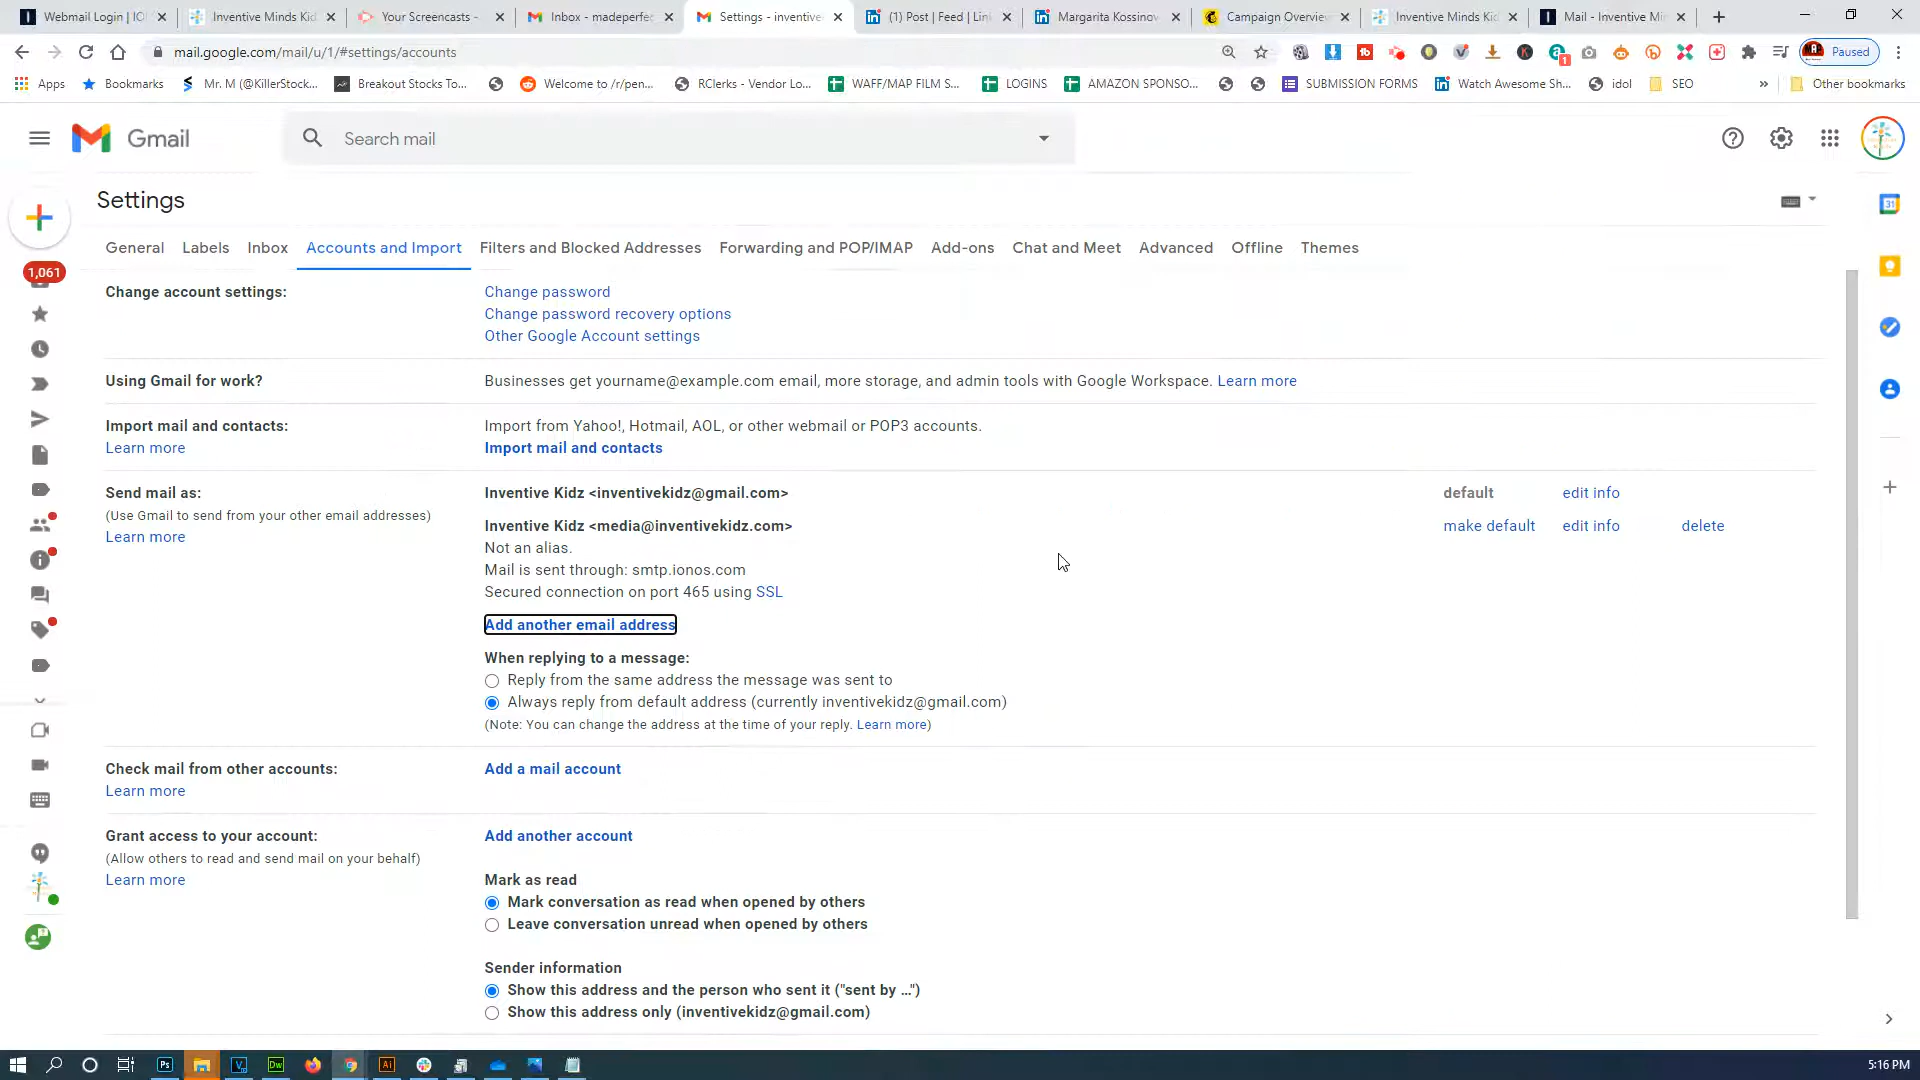 Webmail Login | IO
Inventive Minds Kid
Your Screencasts -
Inbox - madeperfec
Settings - inventive
(1) Post | Feed | Lin
Margarita Kossinov
Campaign Overview
Inventive Minds Kid
Mail - Inventive Min
mail.google.com/mail/u/1/#settings/accounts
Paused
Apps
Bookmarks
Mr. M (@KillerStock...
Breakout Stocks To...
Welcome to /r/pen...
RClerks - Vendor Lo...
WAFF/MAP FILM S...
LOGINS
AMAZON SPONSO...
SUBMISSION FORMS
Watch Awesome Sh...
idol
SEO
»
Other bookmarks
Gmail
Search mail
Settings
General
Labels
Inbox
Accounts and Import
Filters and Blocked Addresses
Forwarding and POP/IMAP
Add-ons
Chat and Meet
Advanced
Offline
Themes
1,061
31
Change account settings:
Change password
Change password recovery options
Other Google Account settings
Using Gmail for work?
Businesses get yourname@example.com email, more storage, and admin tools with Google Workspace. Learn more
Import mail and contacts:
Learn more
Import from Yahoo!, Hotmail, AOL, or other webmail or POP3 accounts.
Import mail and contacts
Send mail as:
(Use Gmail to send from your other email addresses)
Learn more
Inventive Kidz <inventivekidz@gmail.com>
default
edit info
Inventive Kidz <media@inventivekidz.com>
Not an alias.
Mail is sent through: smtp.ionos.com
Secured connection on port 465 using SSL
make default
edit info
delete
Add another email address
When replying to a message:
Reply from the same address the message was sent to
Always reply from default address (currently inventivekidz@gmail.com)
(Note: You can change the address at the time of your reply. Learn more)
Check mail from other accounts:
Learn more
Add a mail account
Grant access to your account:
(Allow others to read and send mail on your behalf)
Learn more
Add another account
Mark as read
Mark conversation as read when opened by others
Leave conversation unread when opened by others
Sender information
Show this address and the person who sent it ("sent by ...")
Show this address only (inventivekidz@gmail.com)
Ps
Dw
Ai
5:16 PM